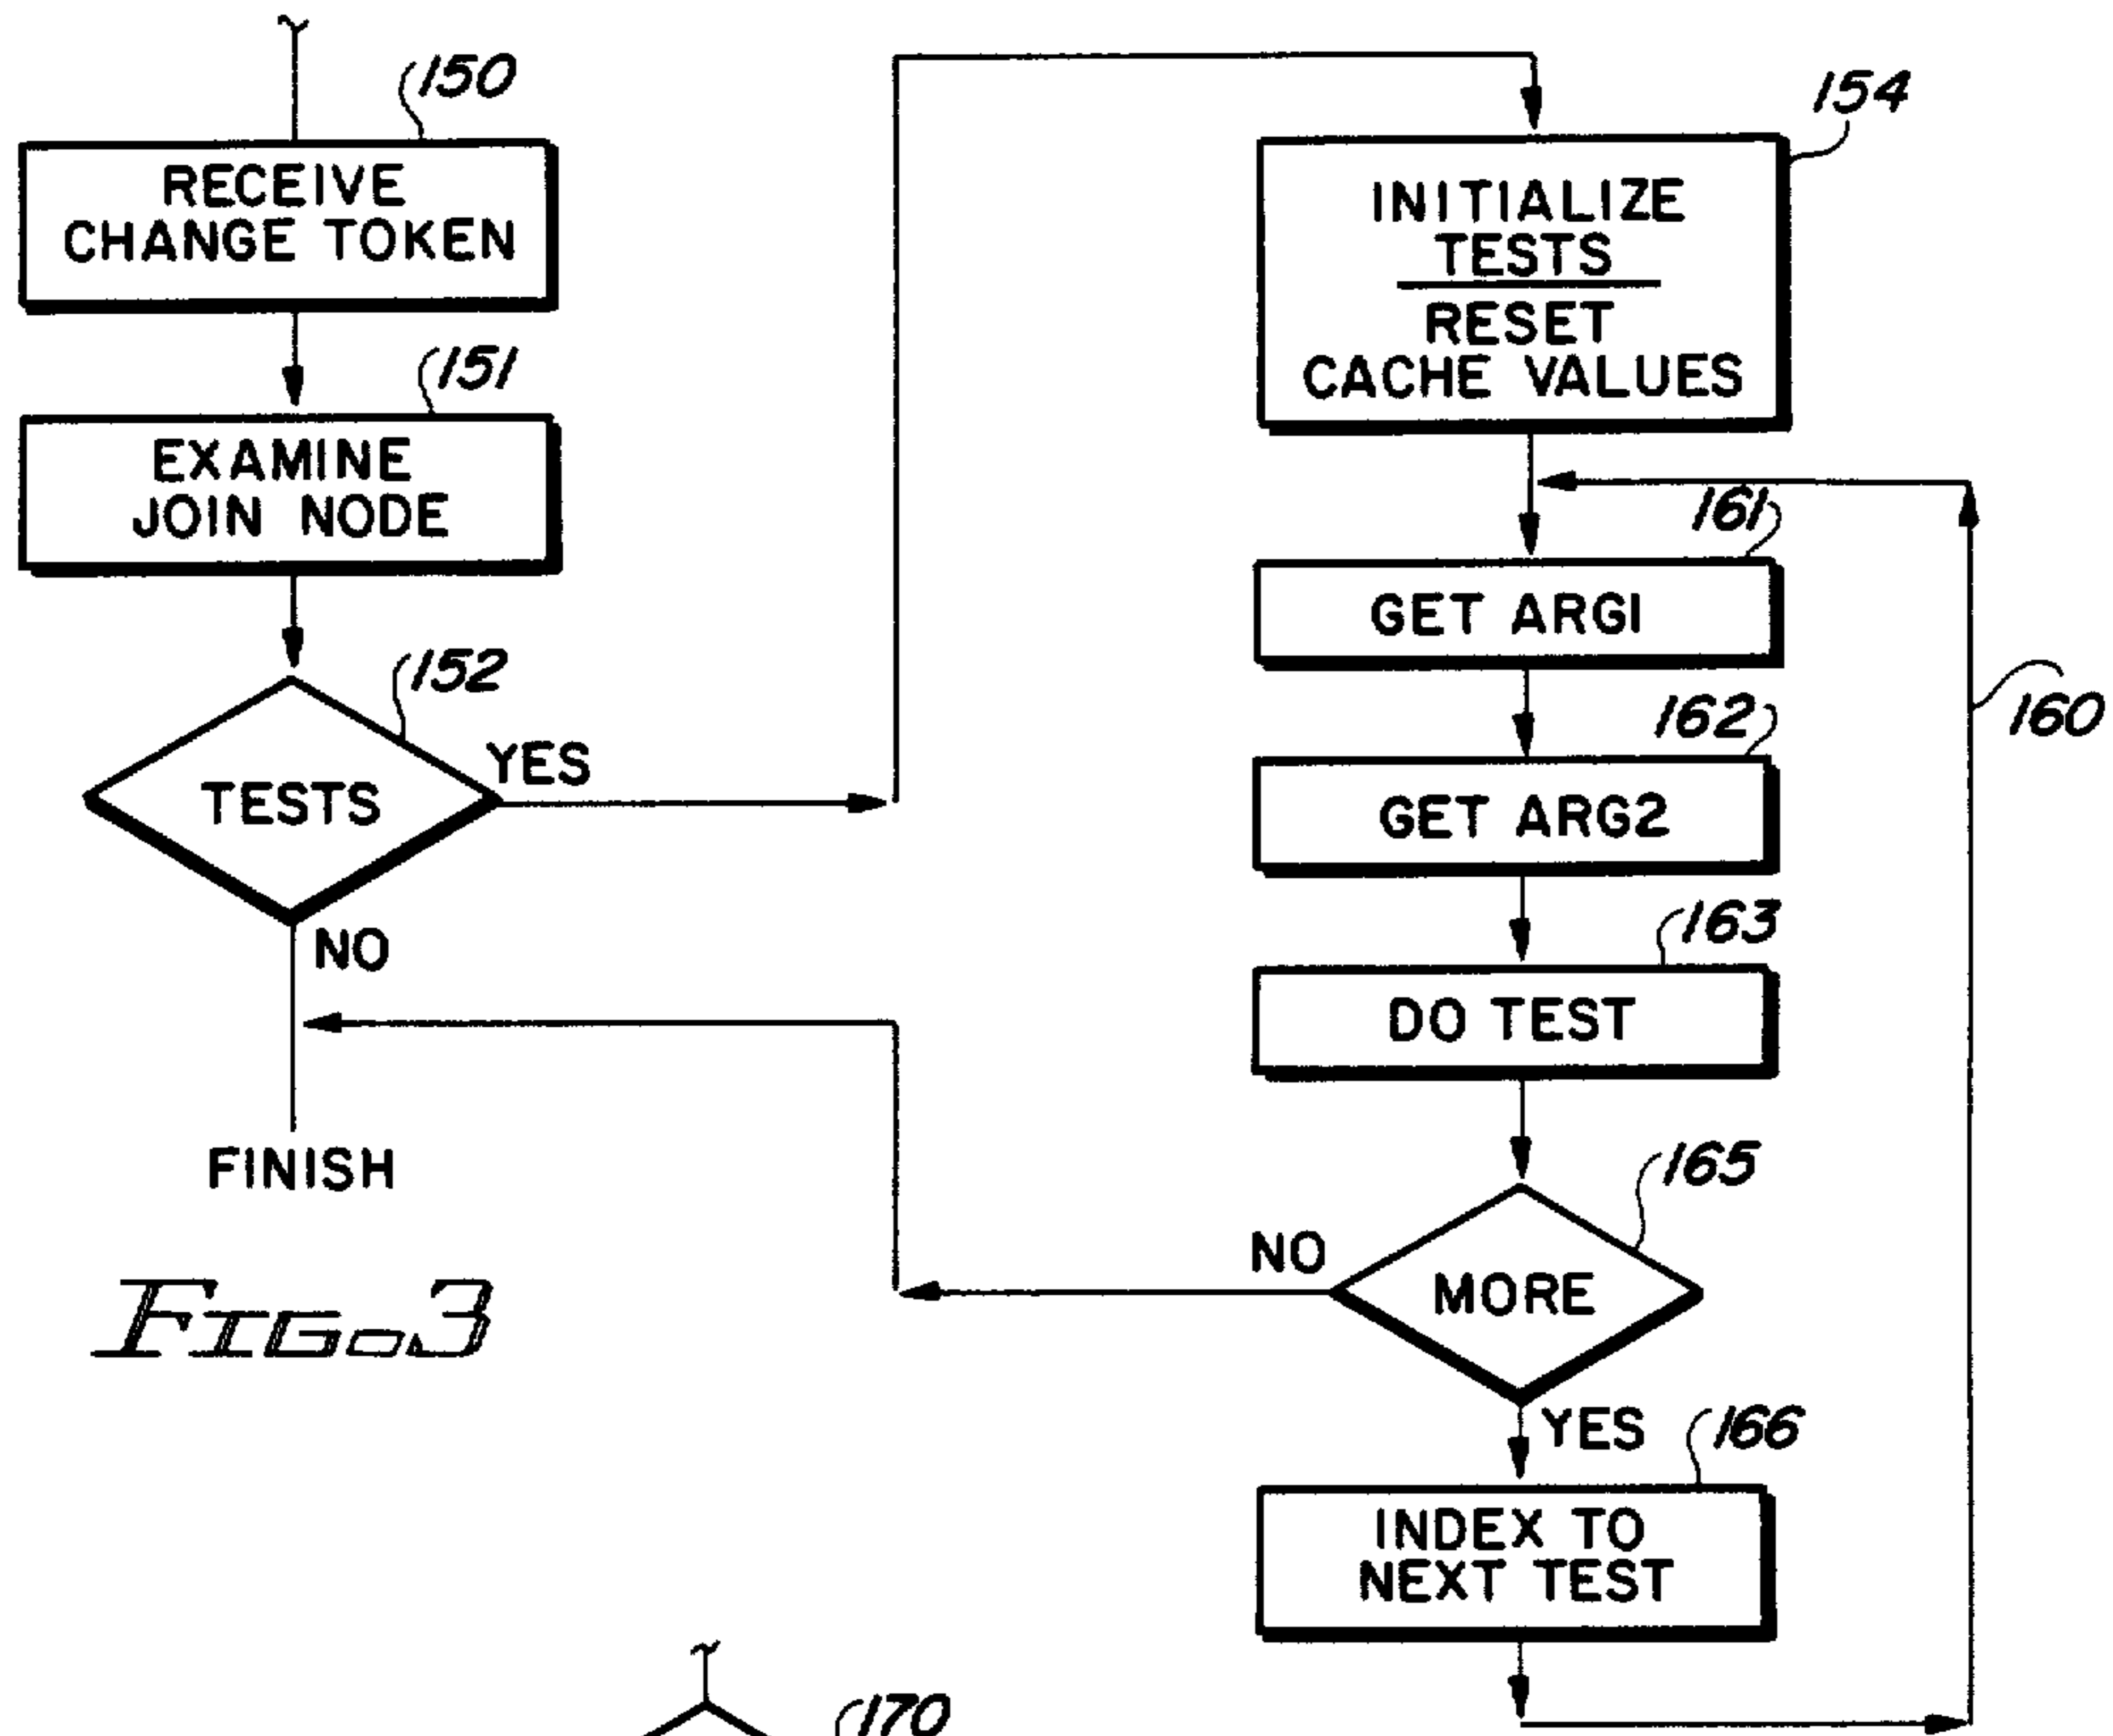 150
RECEIVE
CHANGE TOKEN
151
EXAMINE
JOIN NODE
152
TESTS
YES
NO
FINISH
FIG. 3
154
INITIALIZE
TESTS
RESET
CACHE VALUES
161
GET ARG1
160
162
GET ARG2
163
DO TEST
165
NO
MORE
YES
166
INDEX TO
NEXT TEST
170